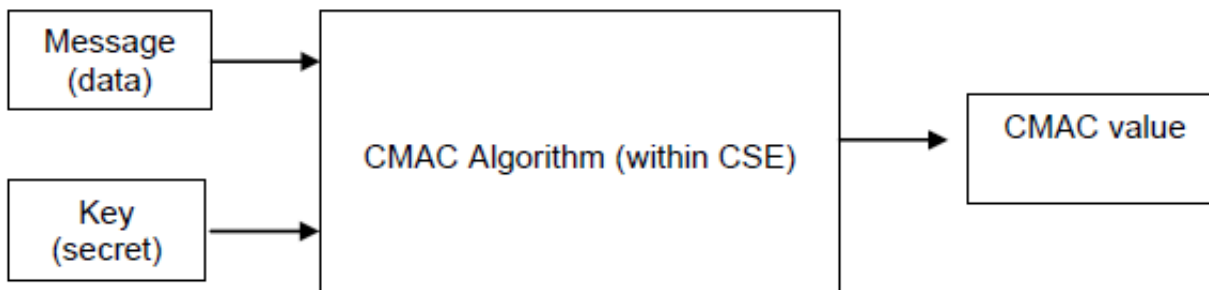 Message
(data)
CMAC Algorithm (within CSE)
CMAC value
Key
(secret)